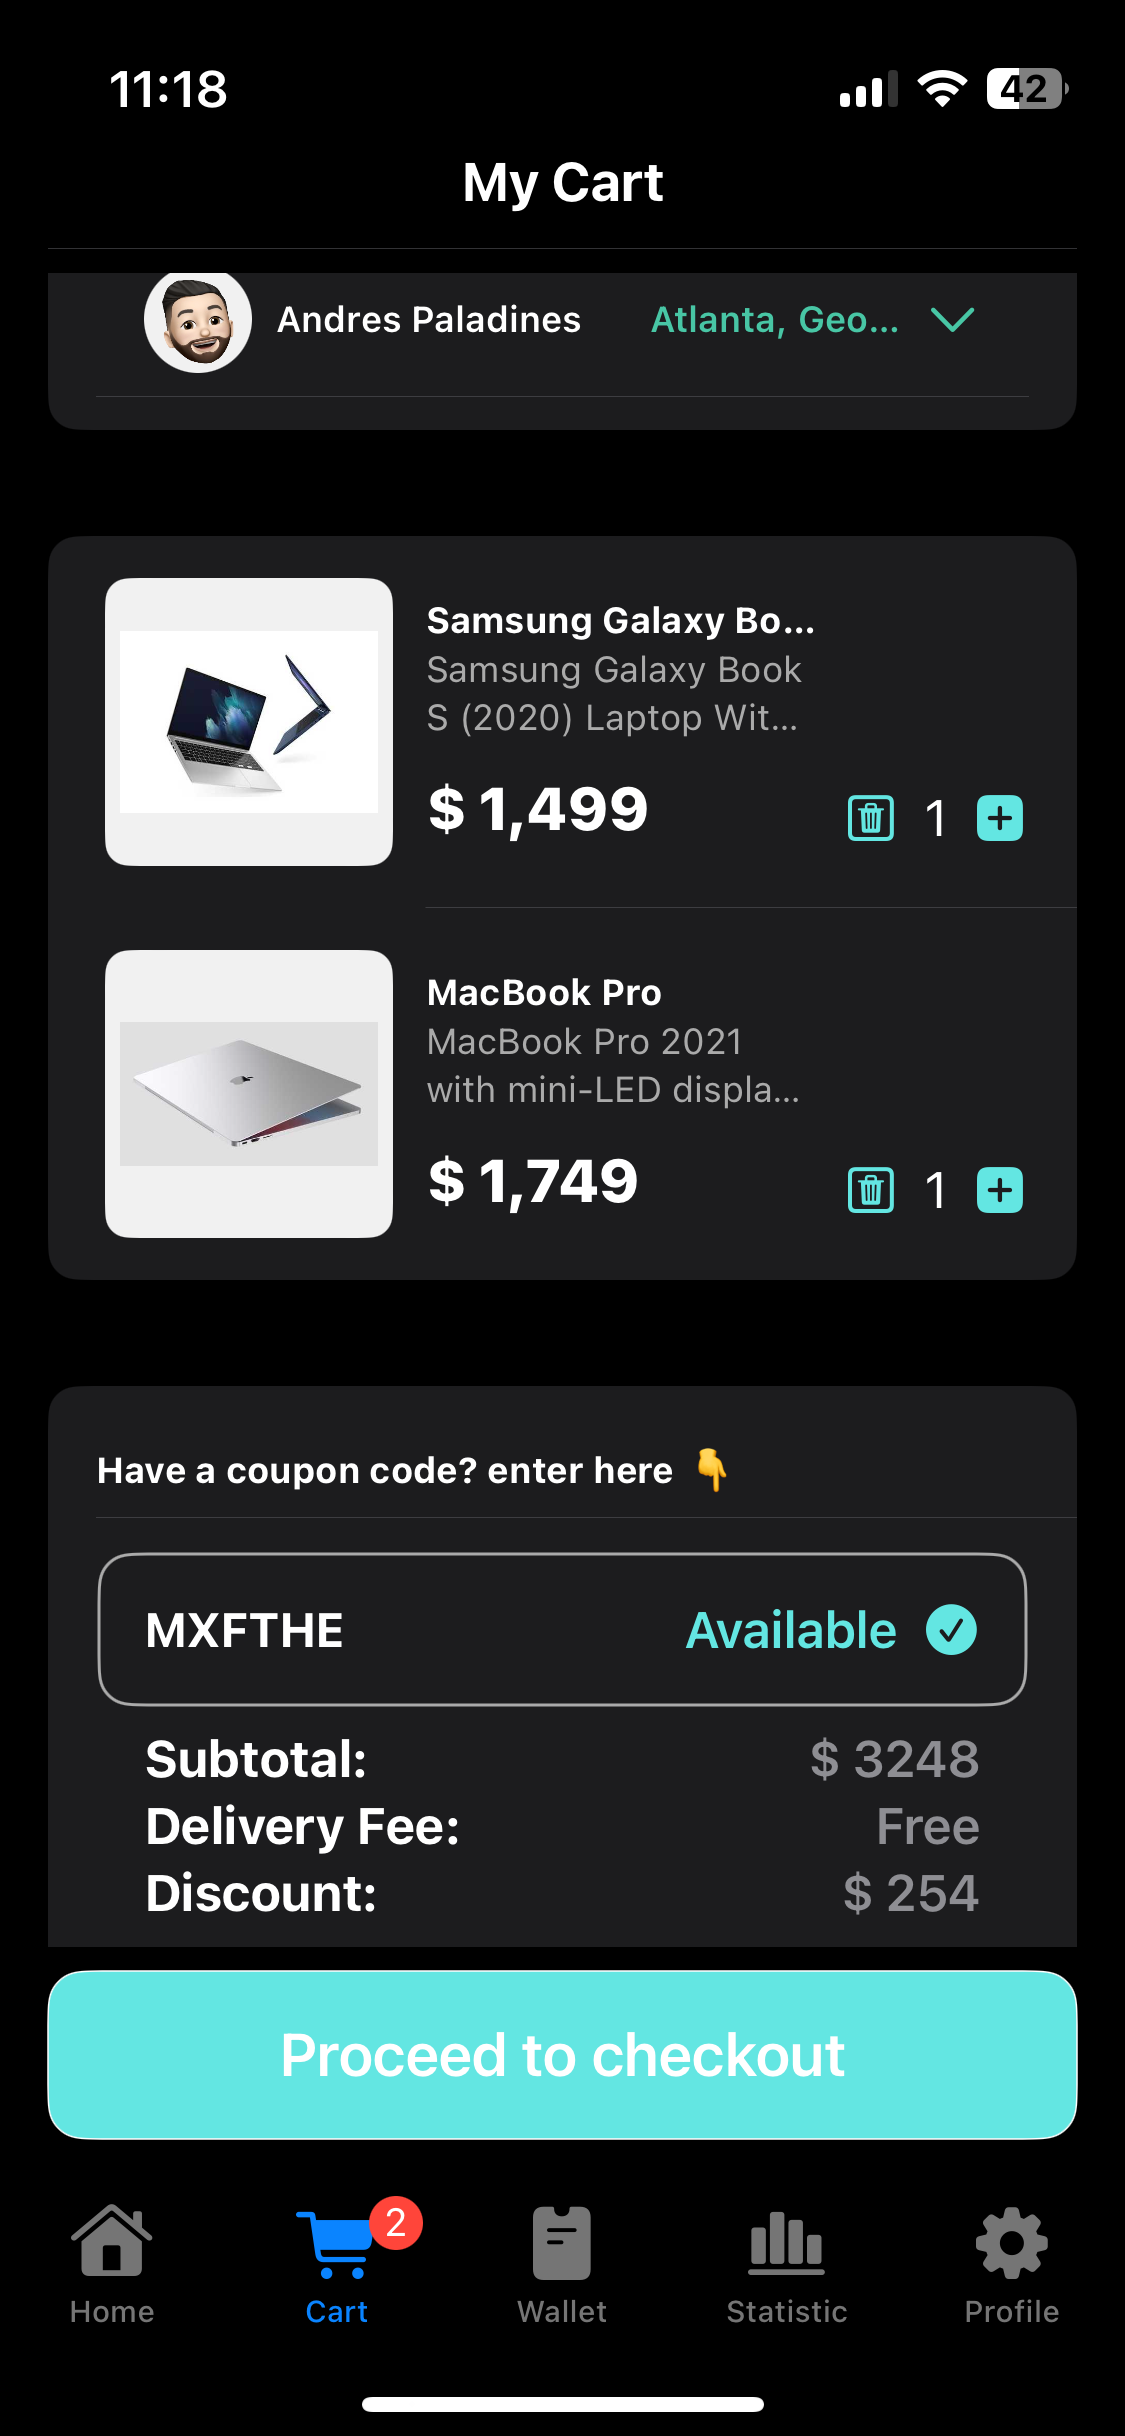 11:18
42
My Cart
Andres Paladines
Atlanta, Geo...
Samsung Galaxy Bo...
Samsung Galaxy Book
S (2020) Laptop Wit...
$ 1,499
1
MacBook Pro
MacBook Pro 2021
with mini-LED displa...
$ 1,749
1
Have a coupon code? enter here 👇
MXFTHE
Available
Subtotal:
$ 3248
Delivery Fee:
Free
Discount:
$ 254
Proceed to checkout
2
Home
Cart
Wallet
Statistic
Profile